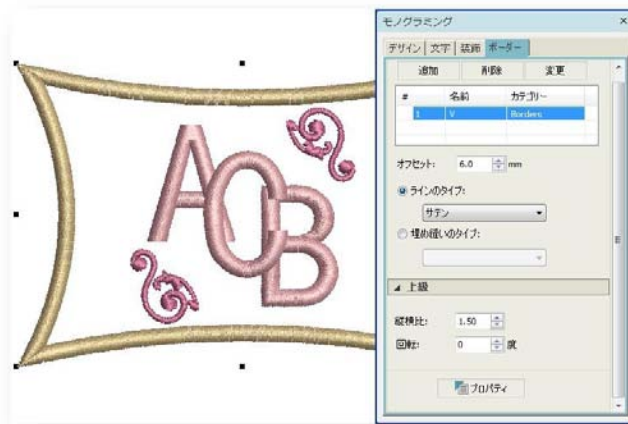 AOB
モノグラミング ×
デザイン 文字 装飾 ボーダー
追加 削除 変更
# 名前 カテゴリー
1 V Borders
オフセット: 6.0 mm
ラインのタイプ:
サテン
埋め縫いのタイプ:
上級
縦横比: 1.50
回転: 0 度
プロパティ